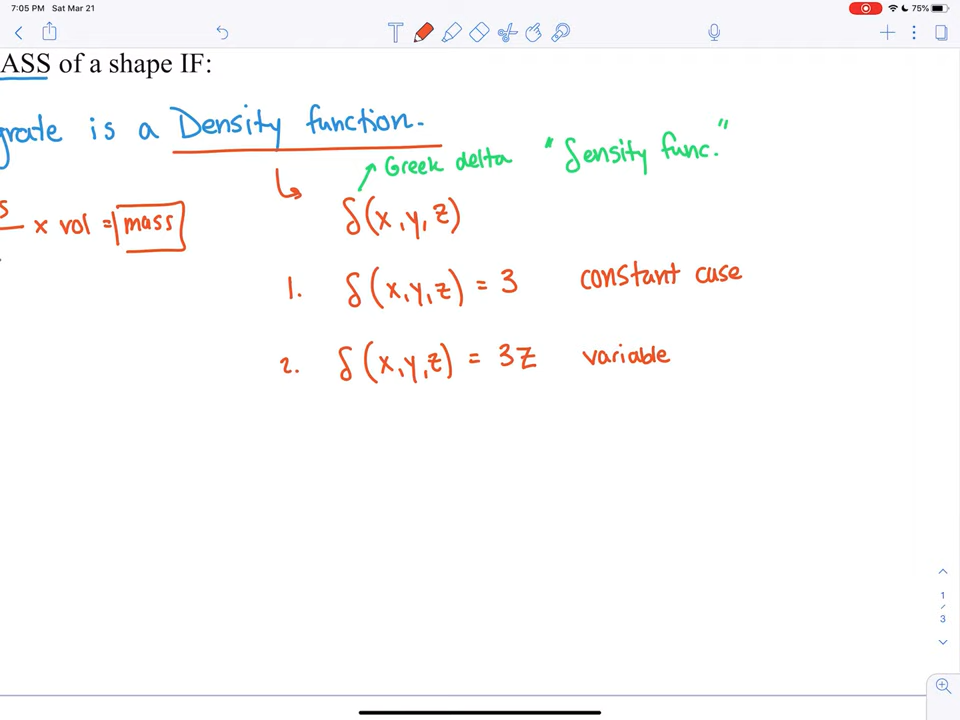 7:05 PM Sat Mar 21
75%
ASS of a shape IF:
grate is a Density function.
Greek delta "δensity func."
δ(x,y,z)
x vol = mass
1. δ(x,y,z) = 3 constant case
2. δ(x,y,z) = 3z variable
1
/
3